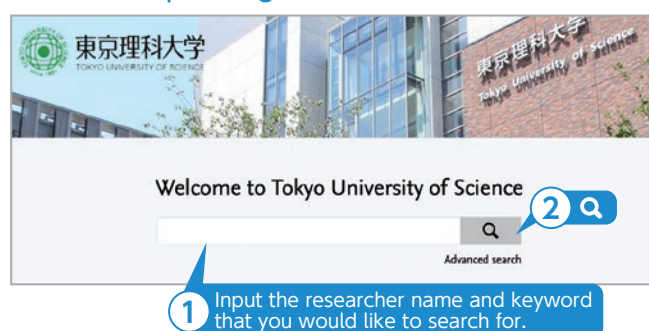 東京理科大学
TOKYO UNIVERSITY OF SCIENCE
東京理科大学
Tokyo University of Science
Welcome to Tokyo University of Science
2
Advanced search
1 Input the researcher name and keyword
that you would like to search for.